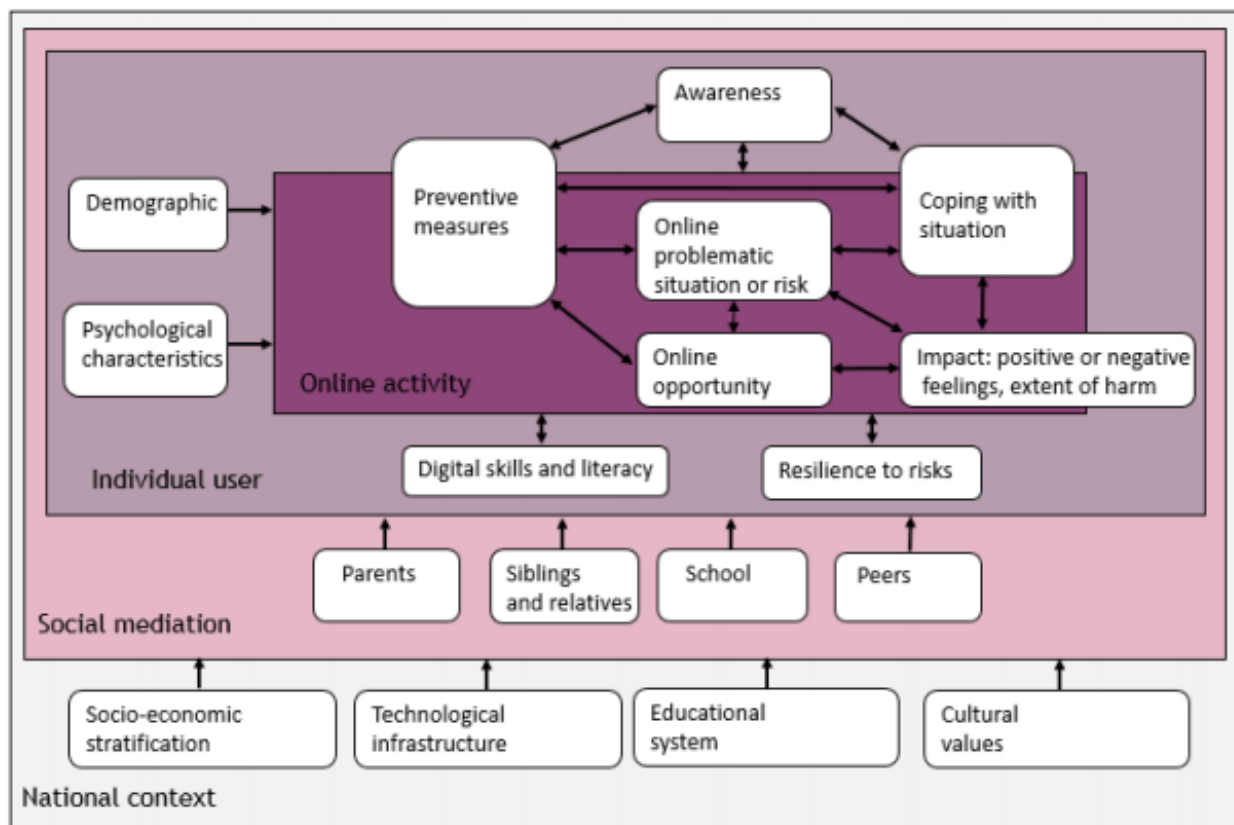 Awareness
Preventive
measures
Coping with
situation
Demographic
Online
problematic
situation or risk
Psychological
characteristics
Online
opportunity
Impact: positive or negative
feelings, extent of harm
Online activity
Digital skills and literacy
Resilience to risks
Individual user
Parents
Siblings
and relatives
School
Peers
Social mediation
Socio-economic
stratification
Technological
infrastructure
Educational
system
Cultural
values
National context